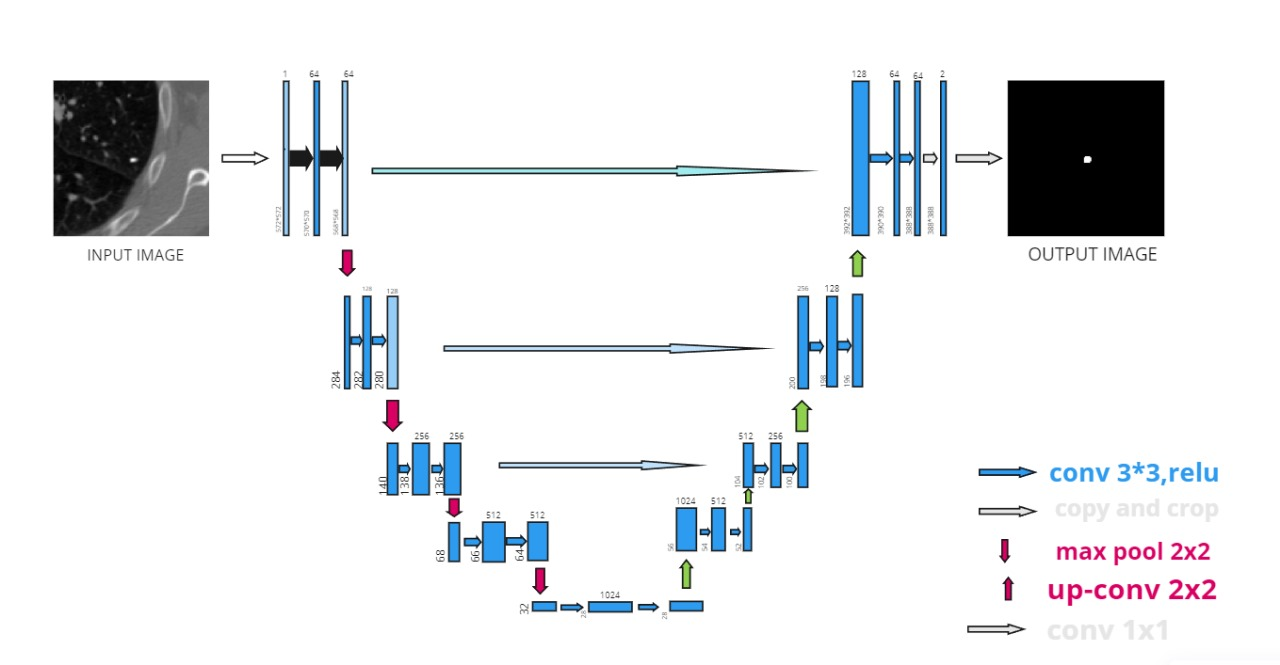 1 64 64
128 64 64 2
572*572
570*570
568*568
392*392
390*390
388*388
388*388
INPUT IMAGE
OUTPUT IMAGE
128 128
256 128
284 282 280
200 198 196
256 256
512 256
140 138 136
104 102 100
512 512
1024 512
68 66 64
56 54 52
1024
32
28
conv 3*3,relu
copy and crop
max pool 2x2
up-conv 2x2
conv 1x1